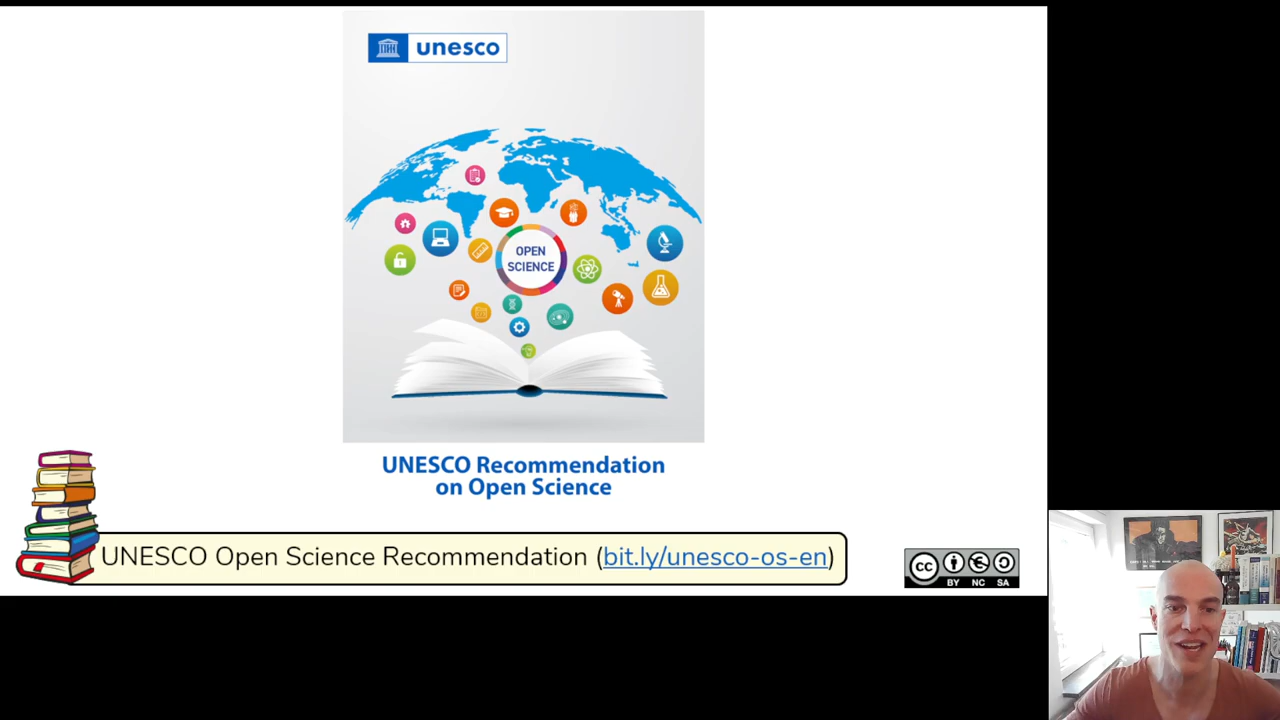 unesco
OPEN
SCIENCE
UNESCO Recommendation
on Open Science
UNESCO Open Science Recommendation (bit.ly/unesco-os-en)
cc
BY NC SA